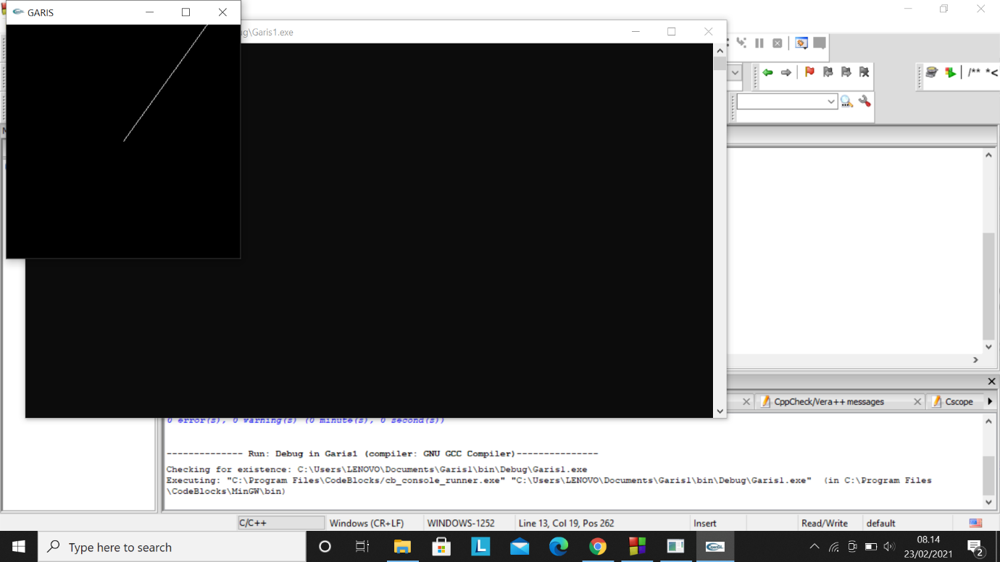 GARIS
g\Garis1.exe
/** *<
CppCheck/Vera++ messages
Cscope
0 error(s), 0 warning(s) (0 minute(s), 0 second(s))
-------------- Run: Debug in Garis1 (compiler: GNU GCC Compiler)---------------
Checking for existence: C:\Users\LENOVO\Documents\Garis1\bin\Debug\Garis1.exe
Executing: "C:\Program Files\CodeBlocks/cb_console_runner.exe" "C:\Users\LENOVO\Documents\Garis1\bin\Debug\Garis1.exe"  (in C:\Program Files
\CodeBlocks\MinGW\bin)
C/C++ Windows (CR+LF) WINDOWS-1252 Line 13, Col 19, Pos 262 Insert Read/Write default
Type here to search
L
OpenGL
08.14
23/02/2021
2